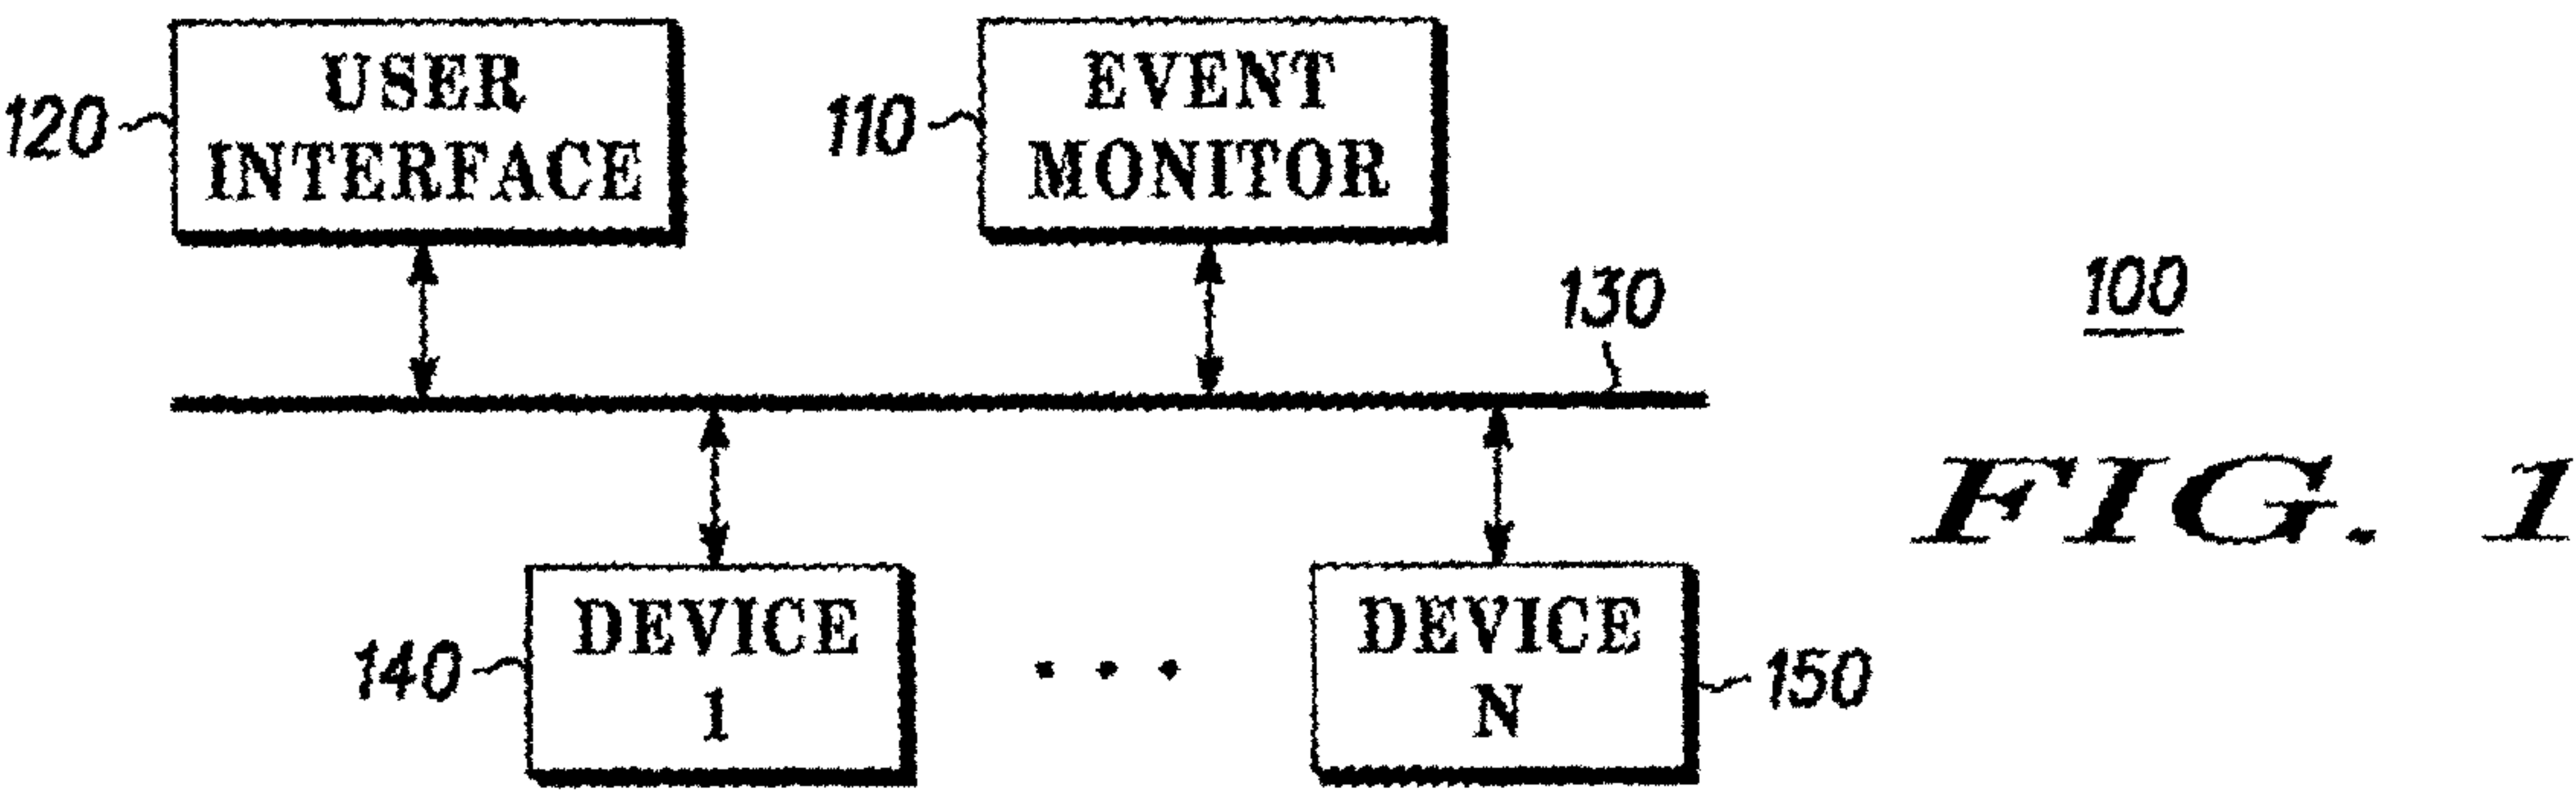 USER
INTERFACE
120
EVENT
MONITOR
110
130
100
FIG. 1
DEVICE
1
140
. . .
DEVICE
N
150